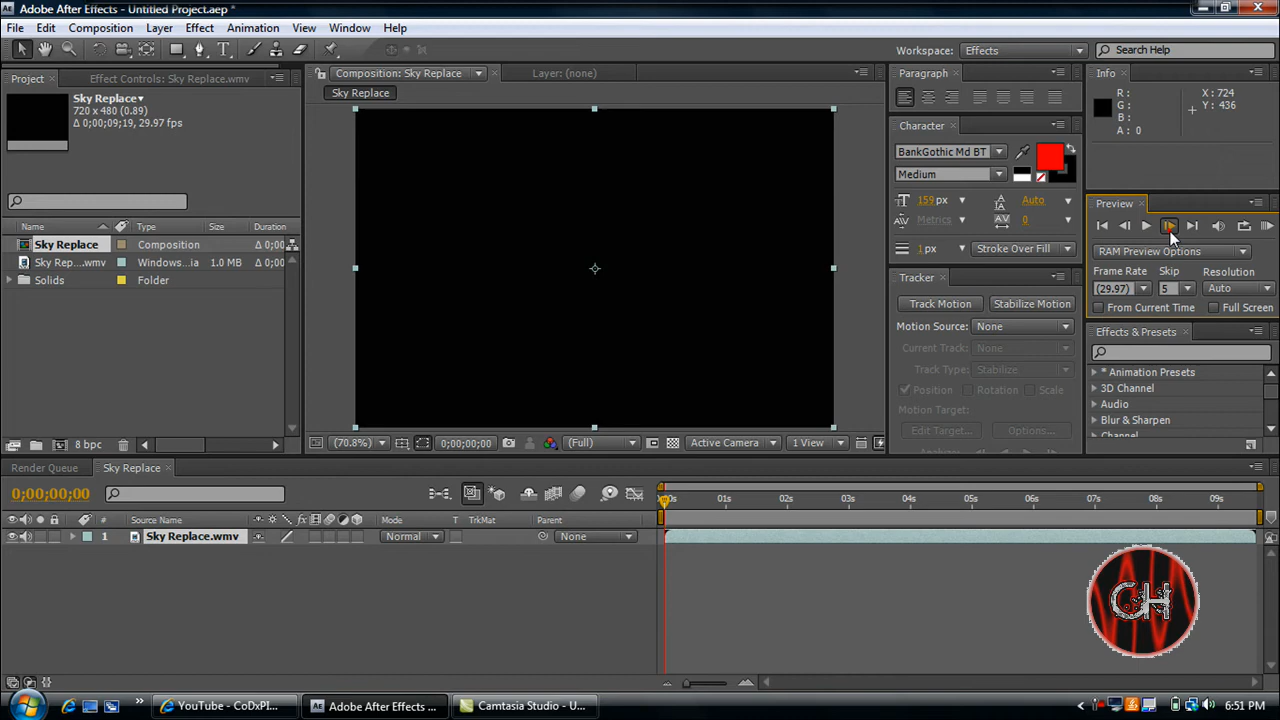 Adobe After Effects - Untitled Project.aep *
File Edit Composition Layer Effect Animation View Window Help
Workspace: Effects Search Help
Project Effect Controls: Sky Replace.wmv
Sky Replace
720 x 480 (0.89)
Δ 0;00;09;19, 29.97 fps
Name Type Size Duration
Sky Replace Composition Δ 0;00
Sky Rep....wmv Windows...ia 1.0 MB Δ 0;00
Solids Folder
8 bpc
Composition: Sky Replace Layer: (none)
Sky Replace
(70.8%) 0;00;00;00 (Full) Active Camera 1 View
Paragraph
Character
BankGothic Md BT
Medium
159 px Auto
Metrics 0
1 px Stroke Over Fill
Tracker
Track Motion Stabilize Motion
Motion Source: None
Current Track: None
Track Type: Stabilize
Position Rotation Scale
Motion Target:
Edit Target... Options...
Info
R : X : 724
G : Y : 436
B :
A : 0
Preview
RAM Preview Options
Frame Rate Skip Resolution
(29.97) 5 Auto
From Current Time Full Screen
Effects & Presets
* Animation Presets
3D Channel
Audio
Blur & Sharpen
Channel
Render Queue Sky Replace
0;00;00;00
01s 02s 03s 04s 05s 06s 07s 08s 09s
# Source Name Mode T TrkMat Parent
1 Sky Replace.wmv Normal None
CH
YouTube - CoDxPI... Adobe After Effects ... Camtasia Studio - U... 6:51 PM